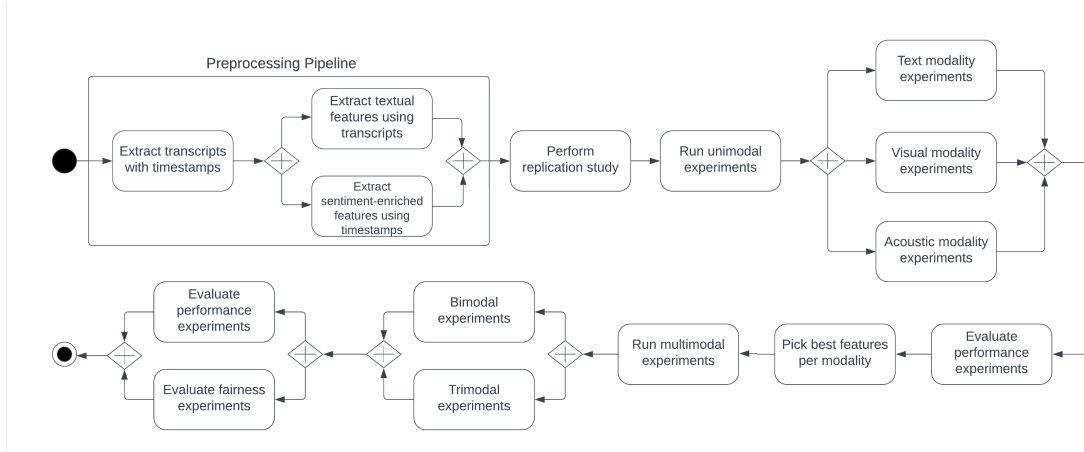 Preprocessing Pipeline
Extract transcripts
with timestamps
Extract textual
features using
transcripts
Extract
sentiment-enriched
features using
timestamps
Perform
replication study
Run unimodal
experiments
Text modality
experiments
Visual modality
experiments
Acoustic modality
experiments
Evaluate
performance
experiments
Pick best features
per modality
Run multimodal
experiments
Bimodal
experiments
Trimodal
experiments
Evaluate
performance
experiments
Evaluate fairness
experiments